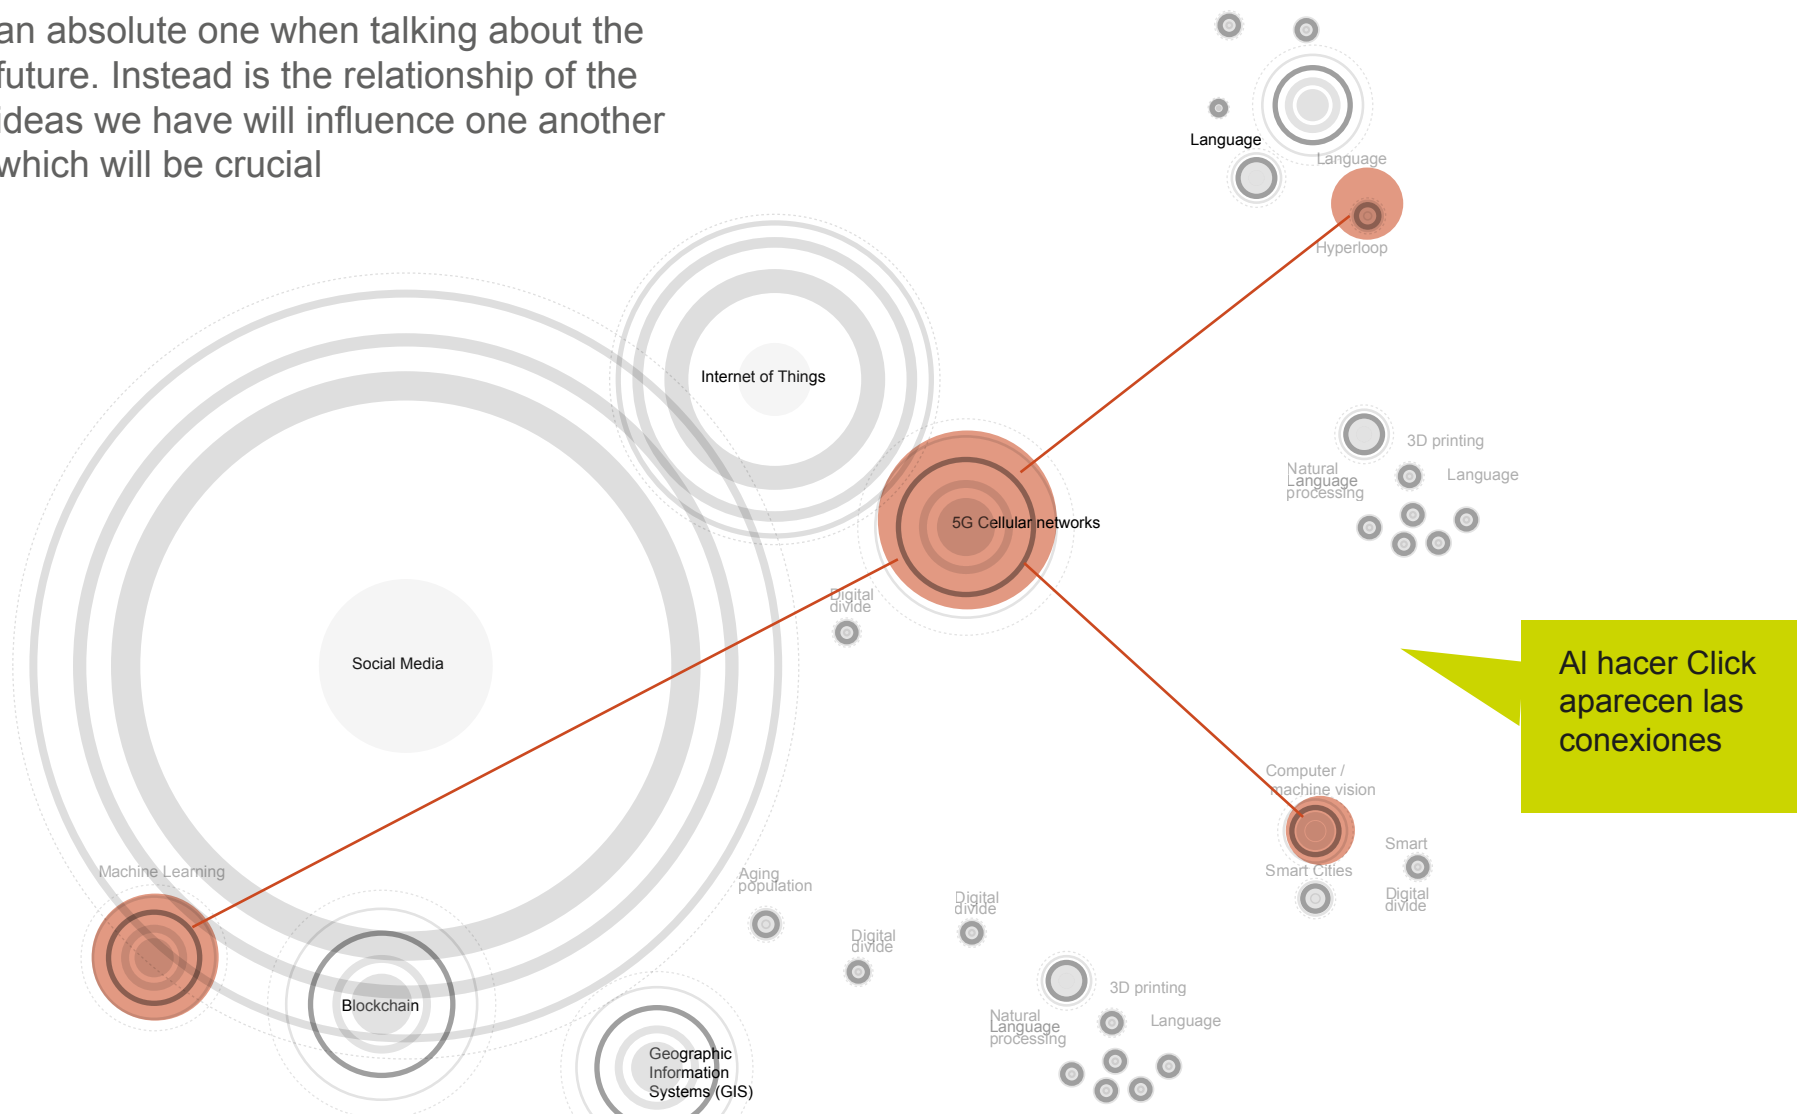 an absolute one when talking about the
future. Instead is the relationship of the
ideas we have will influence one another
which will be crucial
Language
Language
Hyperloop
Internet of Things
5G Cellular networks
3D printing
Natural
Language
processing
Language
Digital
divide
Social Media
Al hacer Click
aparecen las
conexiones
Computer /
machine vision
Smart Cities
Smart
Digital
divide
Machine Learning
Aging
population
Digital
divide
Digital
divide
Blockchain
3D printing
Natural
Language
processing
Language
Geographic
Information
Systems (GIS)